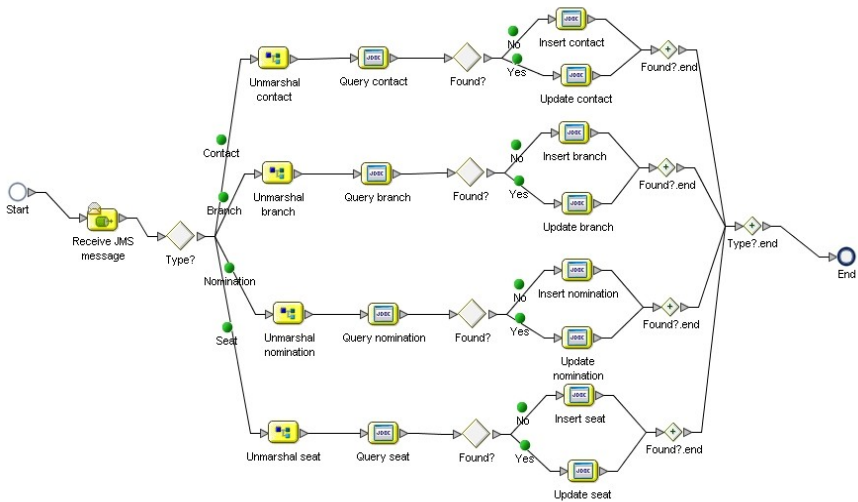 No
Insert contact
Unmarshal
contact
Query contact
Found?
Found?.end
Yes
Update contact
Contact
No
Insert branch
Unmarshal
branch
Query branch
Found?
Found?.end
Yes
Update branch
Branch
Start
Receive JMS
message
Type?
Type?.end
End
Nomination
No
Insert nomination
Unmarshal
nomination
Query nomination
Found?
Found?.end
Yes
Update
nomination
Seat
No
Insert seat
Unmarshal seat
Query seat
Found?
Found?.end
Yes
Update seat